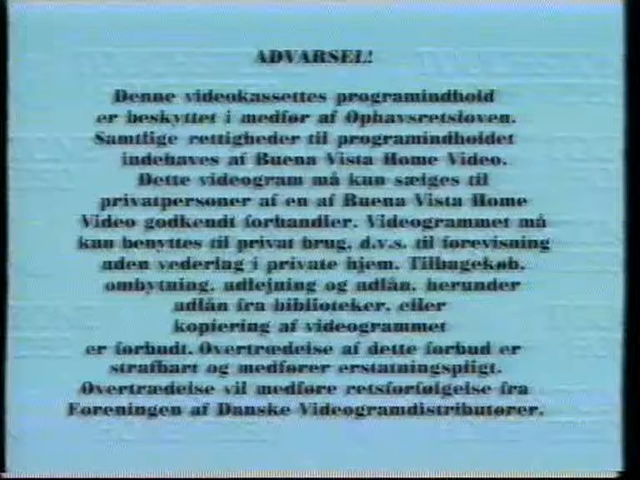 ADVARSEL!
Denne videokassettes programindhold
er beskyttet i medfør af Ophavsretsloven.
Samtlige rettigheder til programindholdet
indehaves af Buena Vista Home Video.
Dette videogram må kun sælges til
privatpersoner af en af Buena Vista Home
Video godkendt forhandler. Videogrammet må
kun benyttes til privat brug, d.v.s. til forevisning
uden vederlag i private hjem. Tilbagekøb,
ombytning, udlejning og udlån, herunder
udlån fra biblioteker, eller
kopiering af videogrammet
er forbudt. Overtrædelse af dette forbud er
strafbart og medfører erstatningspligt.
Overtrædelse vil medføre retsforfølgelse fra
Foreningen af Danske Videogramdistributører.